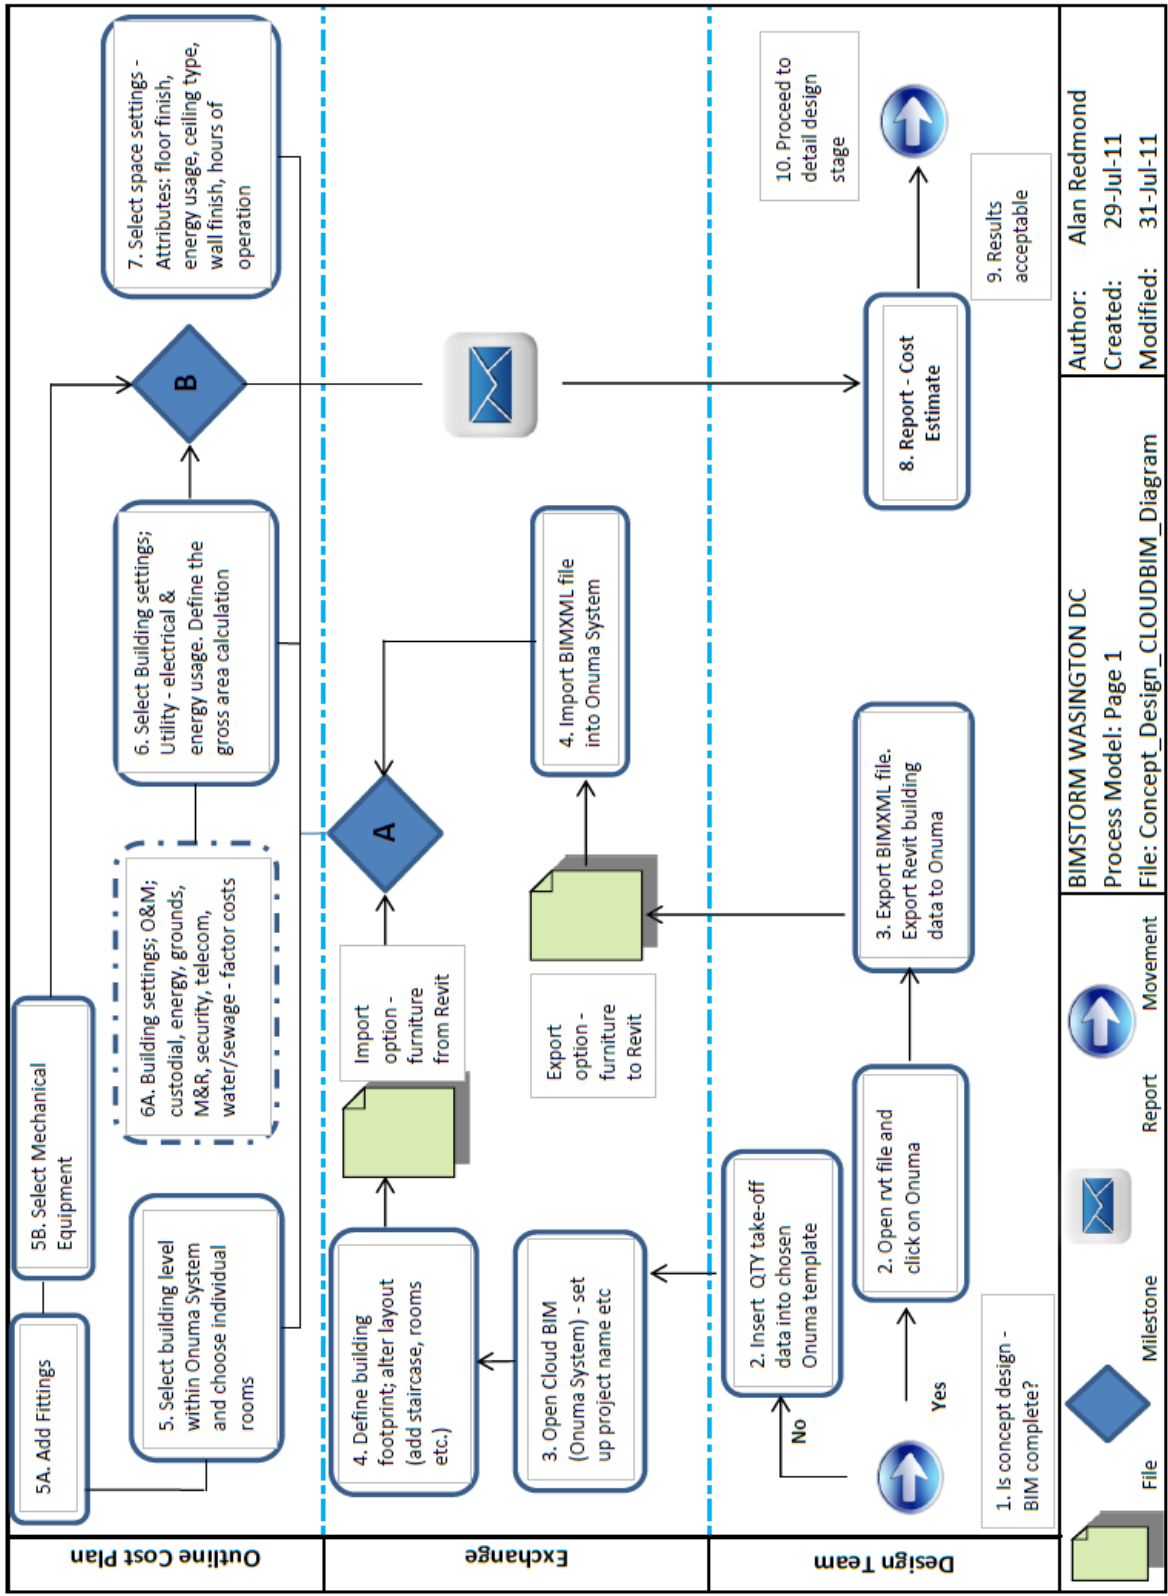 Outline Cost Plan
5A. Add Fittings
5B. Select Mechanical
Equipment
5. Select building level
within Onuma System
and choose individual
rooms
6A. Building settings; O&M;
custodial, energy, grounds,
M&R, security, telecom,
water/sewage - factor costs
6. Select Building settings;
Utility - electrical &
energy usage. Define the
gross area calculation
B
7. Select space settings -
Attributes: floor finish,
energy usage, ceiling type,
wall finish, hours of
operation
Exchange
4. Define building
footprint; alter layout
(add staircase, rooms
etc.)
3. Open Cloud BIM
(Onuma System) - set
up project name etc
Import
option -
furniture
from Revit
A
Export
option -
furniture
to Revit
4. Import BIMXML file
into Onuma System
Design Team
No
2. Insert QTY take-off
data into chosen
Onuma template
Yes
2. Open rvt file and
click on Onuma
1. Is concept design -
BIM complete?
3. Export BIMXML file.
Export Revit building
data to Onuma
8. Report - Cost
Estimate
9. Results
acceptable
10. Proceed to
detail design
stage
File
Milestone
Report
Movement
BIMSTORM WASINGTON DC
Process Model: Page 1
File: Concept_Design_CLOUDBIM_Diagram
Author: Alan Redmond
Created: 29-Jul-11
Modified: 31-Jul-11